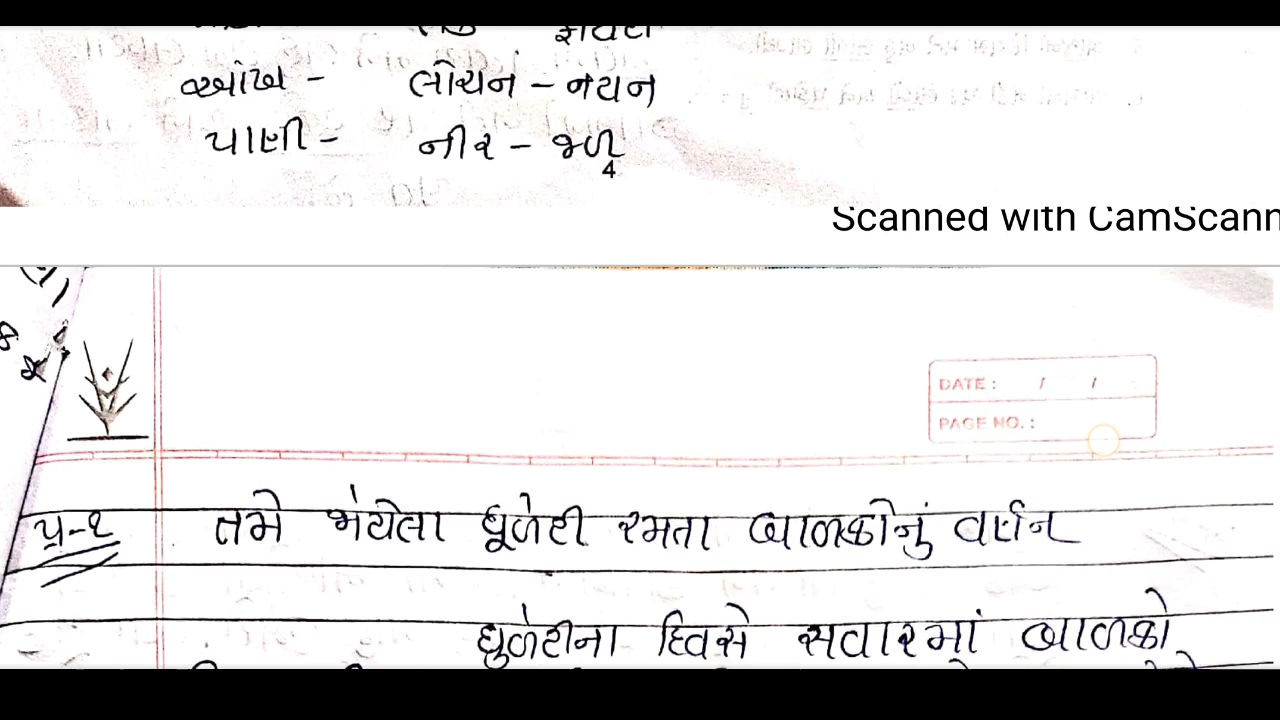 આંખ - લોચન - નયન
પાણી - નીર - જળ
4
Scanned with CamScann
DATE : / /
PAGE NO. :
પ્ર-૧ તમે જોયેલા ધૂળેટી રમતા બાળકોનું વર્ણન
ધુળેટીના દિવસે સવારમાં બાળકો